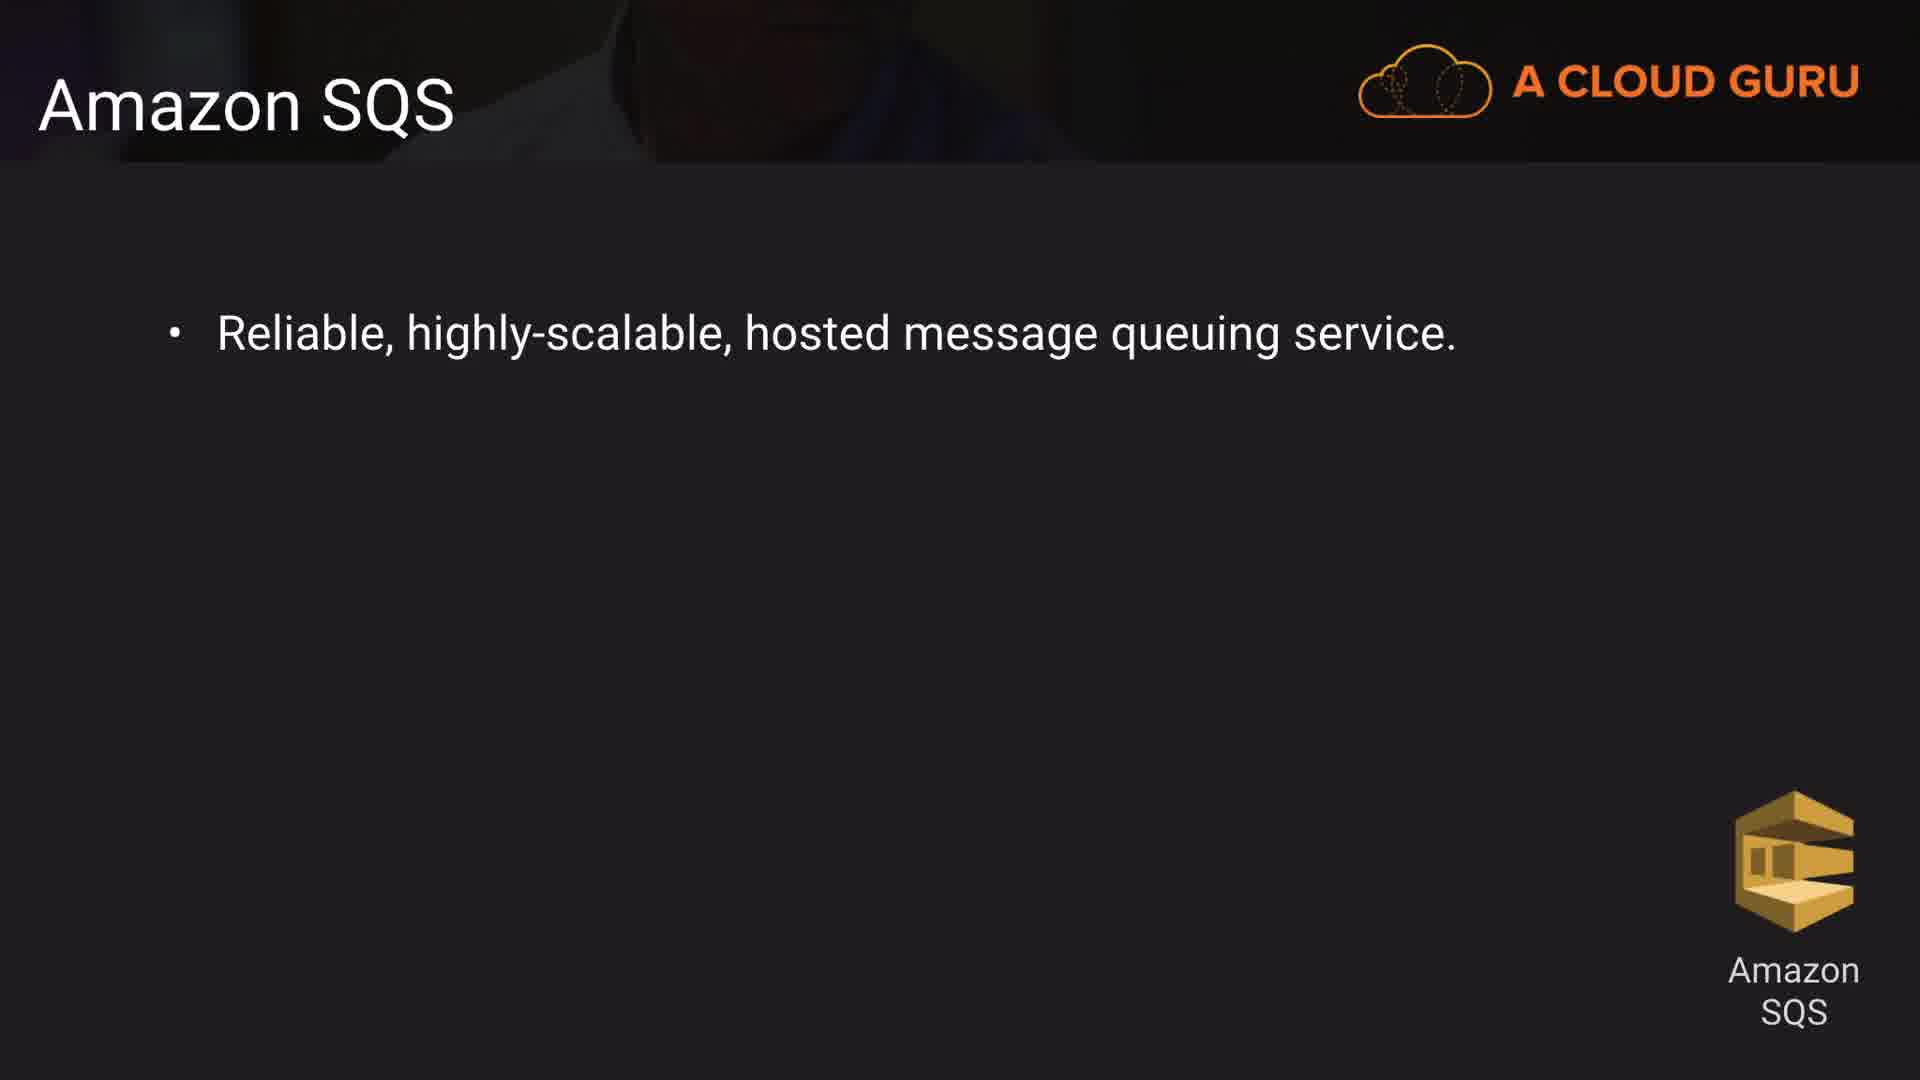 Amazon SQS
A CLOUD GURU
• Reliable, highly-scalable, hosted message queuing service.
Amazon
SQS